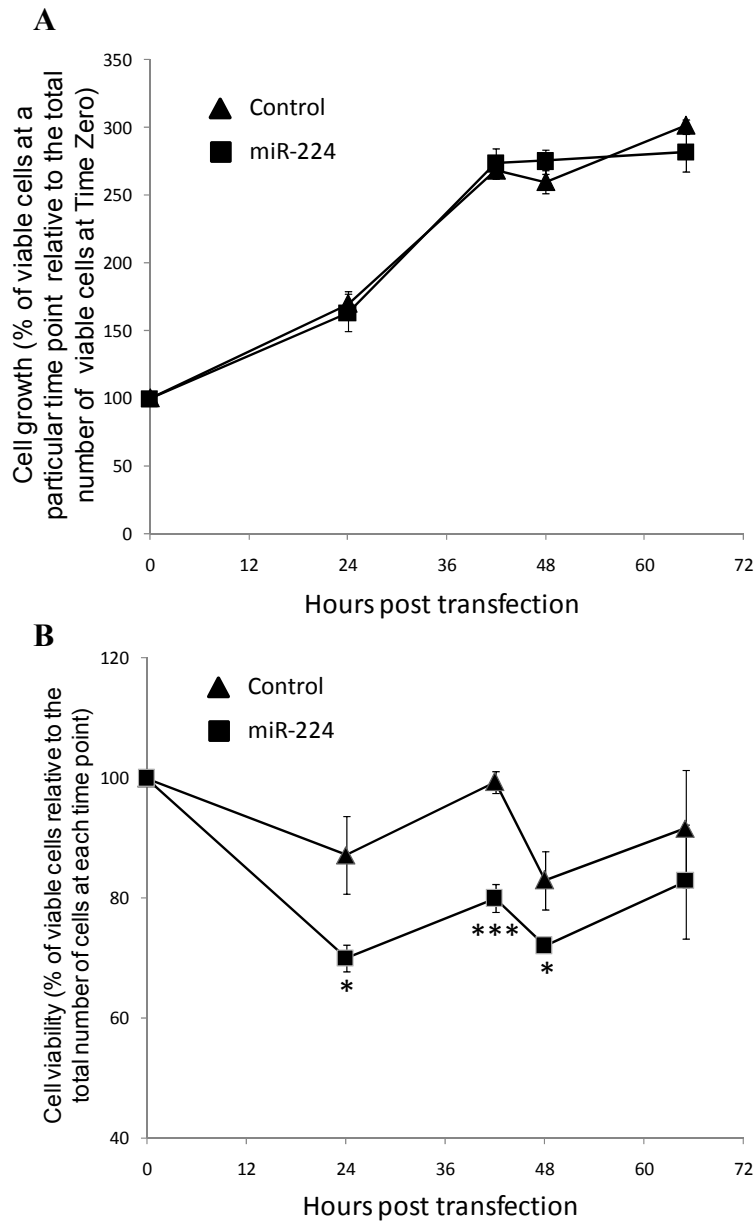 A
Cell growth (% of viable cells at a
particular time point relative to the total
number of viable cells at Time Zero)
350
300
250
200
150
100
50
0
Control
miR-224
0 12 24 36 48 60 72
Hours post transfection
B
Cell viability (% of viable cells relative to the
total number of cells at each time point)
120
100
80
60
40
Control
miR-224
*
***
*
0 12 24 36 48 60 72
Hours post transfection